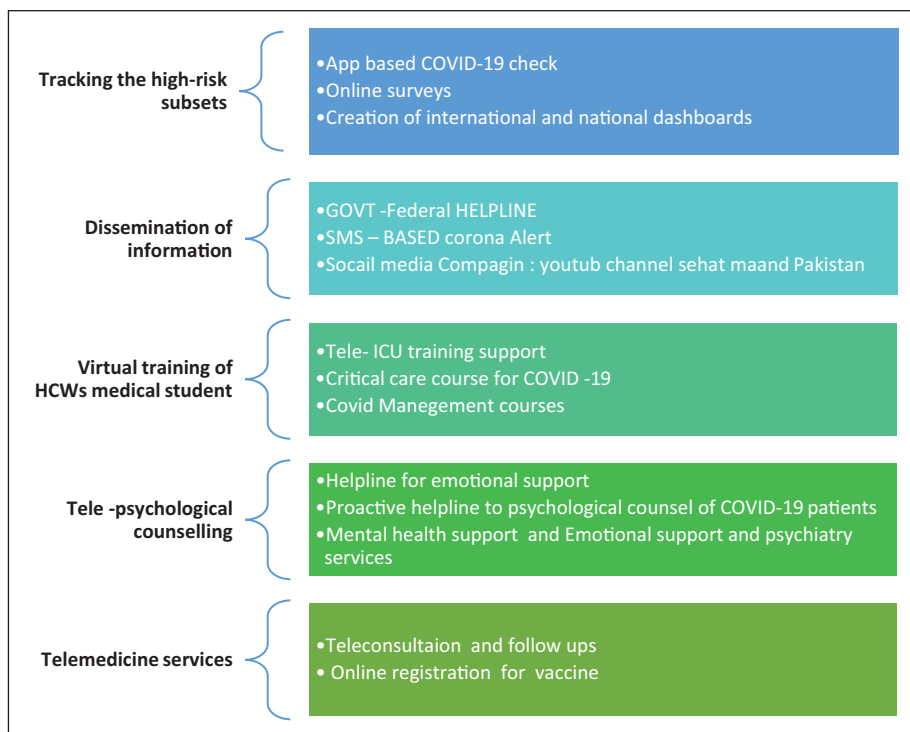 Tracking the high-risk
subsets
•App based COVID-19 check
•Online surveys
•Creation of international and national dashboards
Dissemination of
information
•GOVT -Federal HELPLINE
•SMS – BASED corona Alert
•Socail media Compagin : youtub channel sehat maand Pakistan
Virtual training of
HCWs medical student
•Tele- ICU training support
•Critical care course for COVID -19
•Covid Manegement courses
Tele -psychological
counselling
•Helpline for emotional support
•Proactive helpline to psychological counsel of COVID-19 patients
•Mental health support  and Emotional support and psychiatry
services
Telemedicine services
•Teleconsultaion  and follow ups
• Online registration  for  vaccine